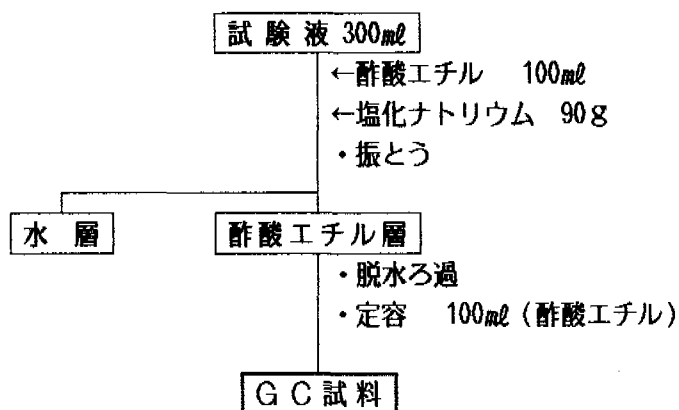 試験液 300㎖
←酢酸エチル 100㎖
←塩化ナトリウム 90g
・振とう
水層
酢酸エチル層
・脱水ろ過
・定容 100㎖(酢酸エチル)
GC試料